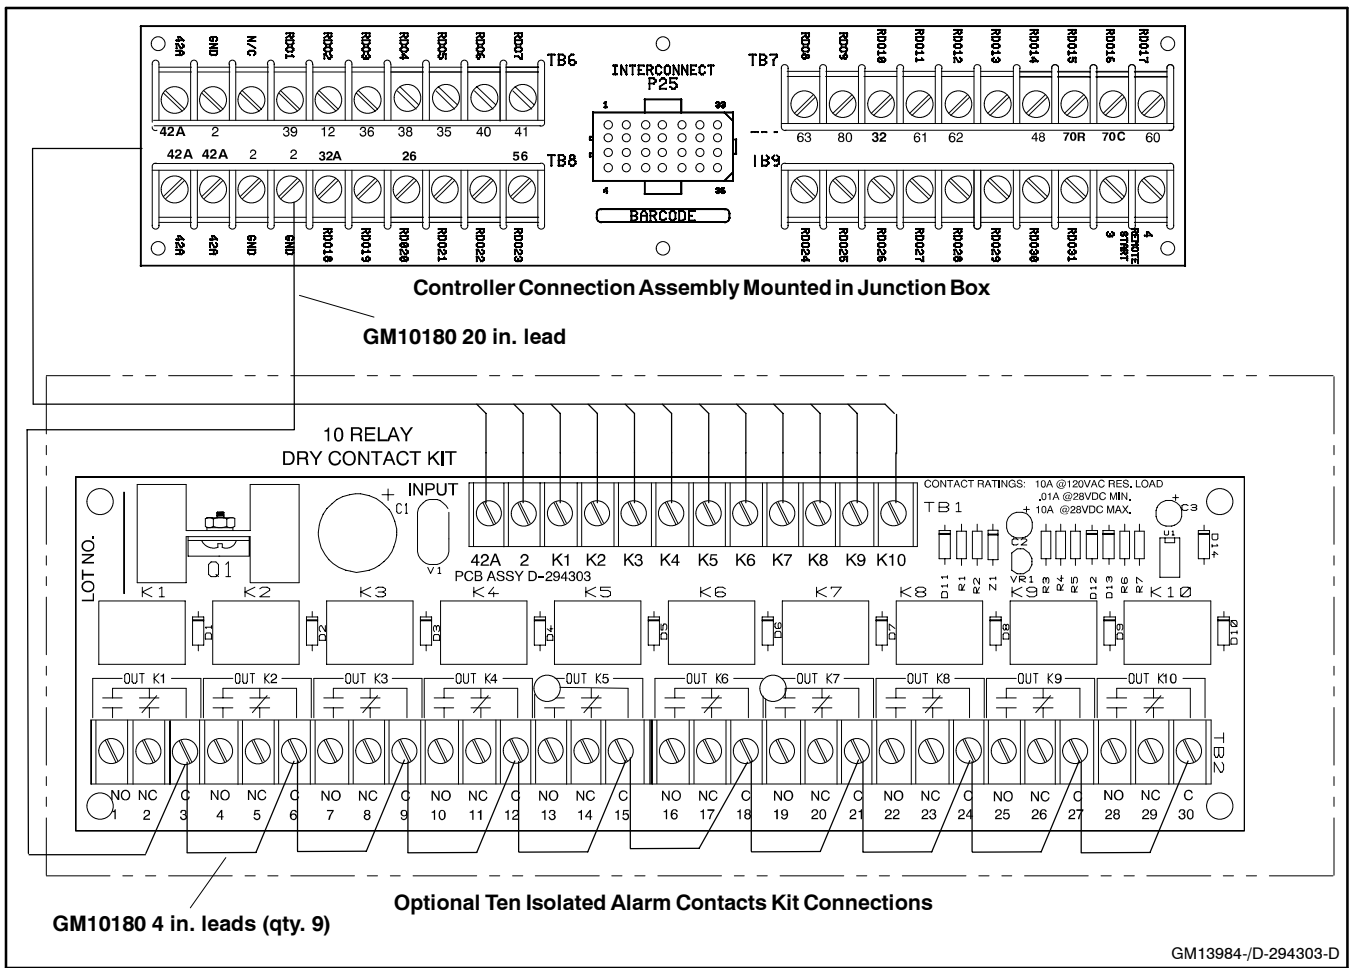 42A GND N/C RDO1 RDO2 RDO3 RDO4 RDO5 RDO6 RDO7
TB6
INTERCONNECT
P25
TB7
RDO8 RDO9 RDO10 RDO11 RDO12 RDO13 RDO14 RDO15 RDO16 RDO17
1 33
42A 2 39 12 36 38 35 40 41
63 80 32 61 62 48 70R 70C 60
42A 42A 2 2 32A 26 56
TB8
TB9
4 36
BARCODE
42A 42A GND GND RDO18 RDO19 RDO20 RDO21 RDO22 RDO23
RDO24 RDO25 RDO26 RDO27 RDO28 RDO29 RDO30 RDO31 3 REMOTE START 4
Controller Connection Assembly Mounted in Junction Box
GM10180 20 in. lead
10 RELAY
DRY CONTACT KIT
INPUT
CONTACT RATINGS: 10A @120VAC RES. LOAD
.01A @28VDC MIN.
10A @28VDC MAX.
TB1
LOT NO.
Q1
C1
V1
42A 2 K1 K2 K3 K4 K5 K6 K7 K8 K9 K10
PCB ASSY D-294303
C2 C3 U1 D14
D11 R1 R2 Z1 VR1 R3 R4 R5 D12 D13 R6 R7
K1 K2 K3 K4 K5 K6 K7 K8 K9 K10
D1 D2 D3 D4 D5 D6 D7 D8 D9 D10
OUT K1 OUT K2 OUT K3 OUT K4 OUT K5 OUT K6 OUT K7 OUT K8 OUT K9 OUT K10
TB2
NO NC C NO NC C NO NC C NO NC C NO NC C NO NC C NO NC C NO NC C NO NC C NO NC C
1 2 3 4 5 6 7 8 9 10 11 12 13 14 15 16 17 18 19 20 21 22 23 24 25 26 27 28 29 30
Optional Ten Isolated Alarm Contacts Kit Connections
GM10180 4 in. leads (qty. 9)
GM13984-/D-294303-D